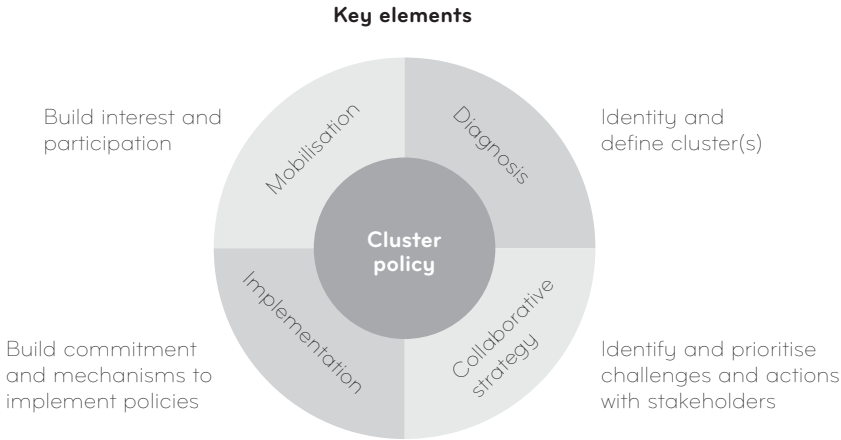 Key elements
Build interest and
participation
Mobilisation
Diagnosis
Identity and
define cluster(s)
Cluster
policy
Build commitment
and mechanisms to
implement policies
Implementation
Collaborative
strategy
Identify and prioritise
challenges and actions
with stakeholders